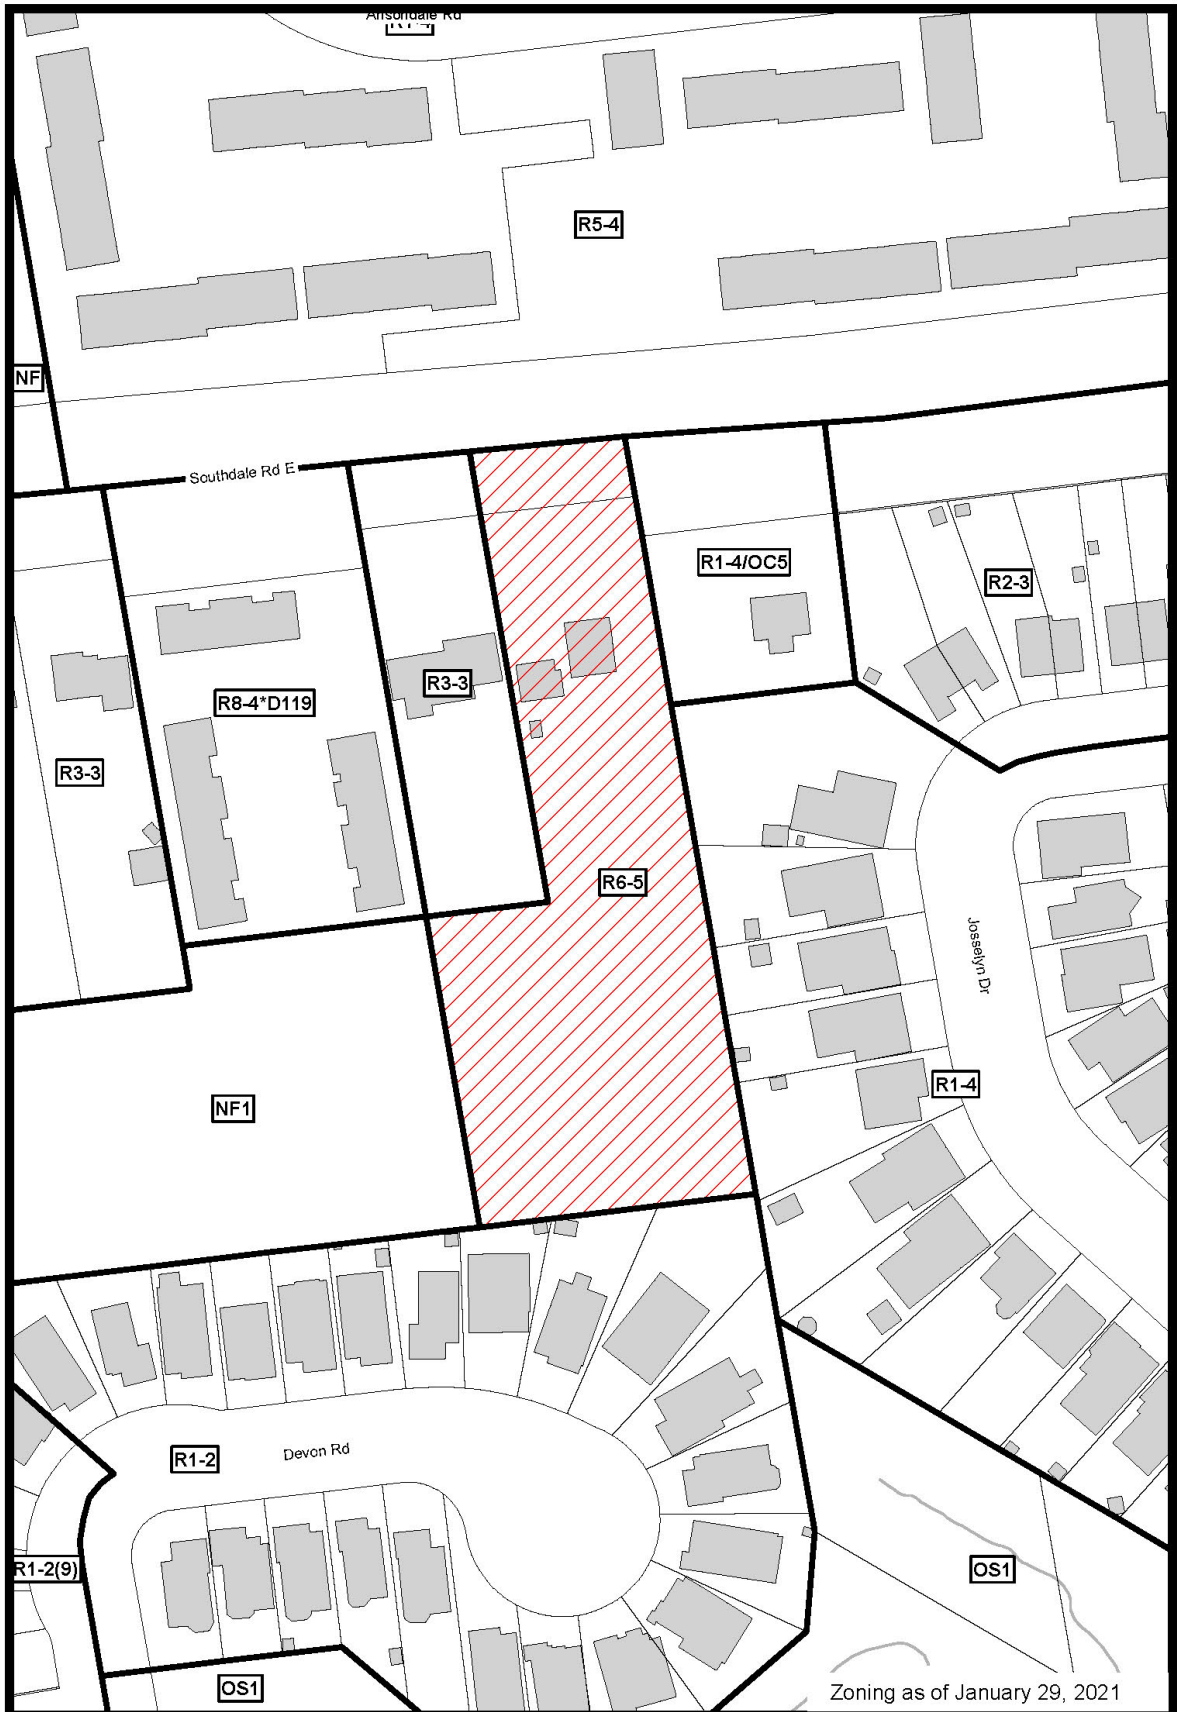 Ansondale Rd
R5-4
NF
Southdale Rd E
R1-4/OC5
R2-3
R3-3
R8-4*D119
R3-3
R6-5
Josselyn Dr
R1-4
NF1
R1-2
Devon Rd
R1-2(9)
OS1
OS1
Zoning as of January 29, 2021